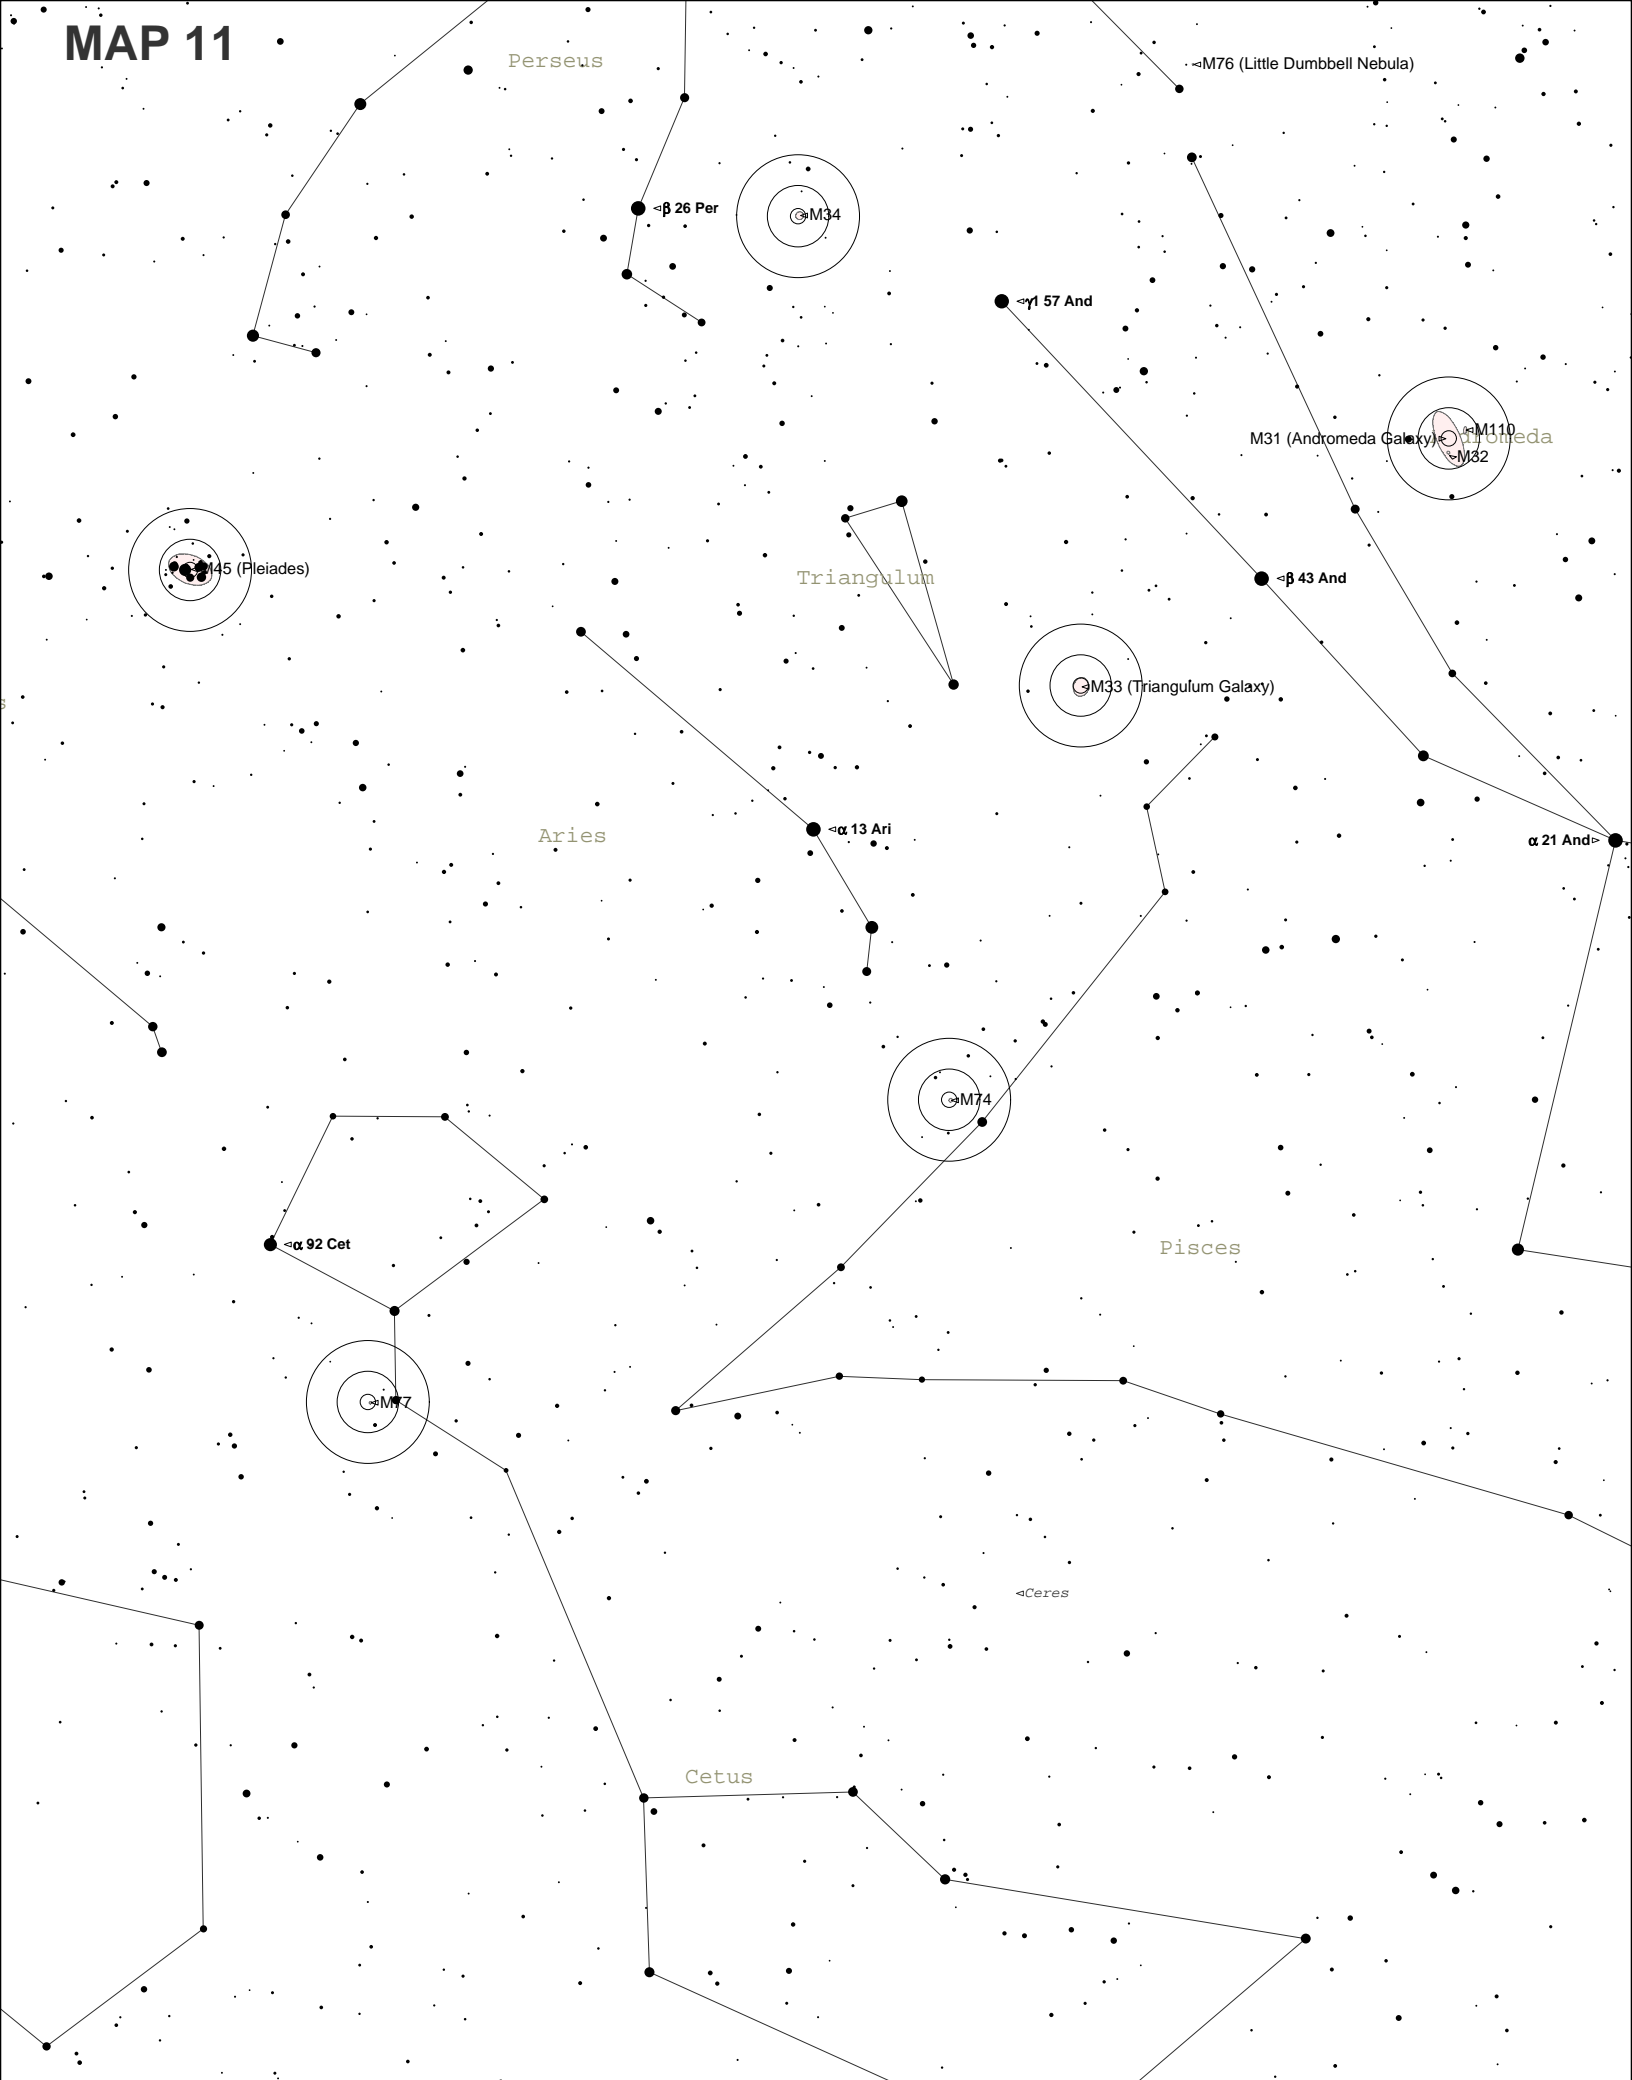 MAP 11
Perseus
M76 (Little Dumbbell Nebula)
β 26 Per
M34
γ1 57 And
M110
M31 (Andromeda Galaxy)
Andromeda
M32
M45 (Pleiades)
Triangulum
β 43 And
M33 (Triangulum Galaxy)
s
α 13 Ari
Aries
α 21 And
M74
α 92 Cet
Pisces
M77
Ceres
Cetus